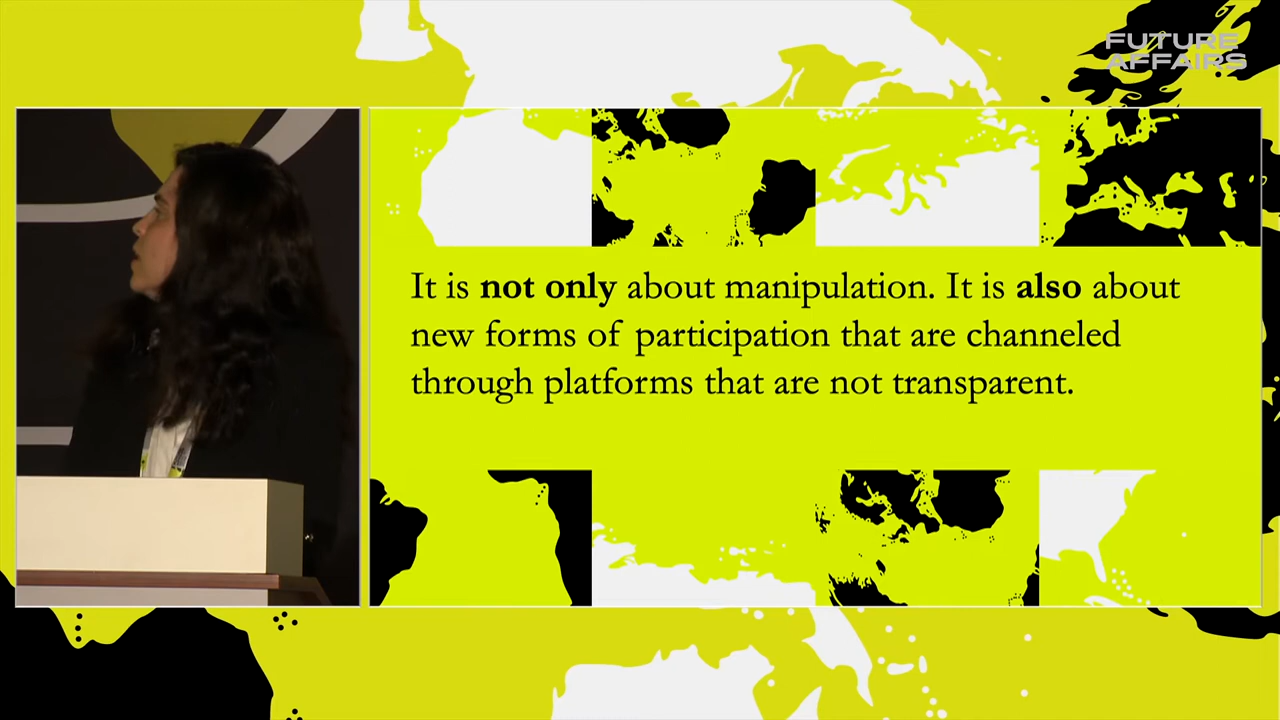 FUTURE
AFFAIRS
It is not only about manipulation. It is also about
new forms of participation that are channeled
through platforms that are not transparent.